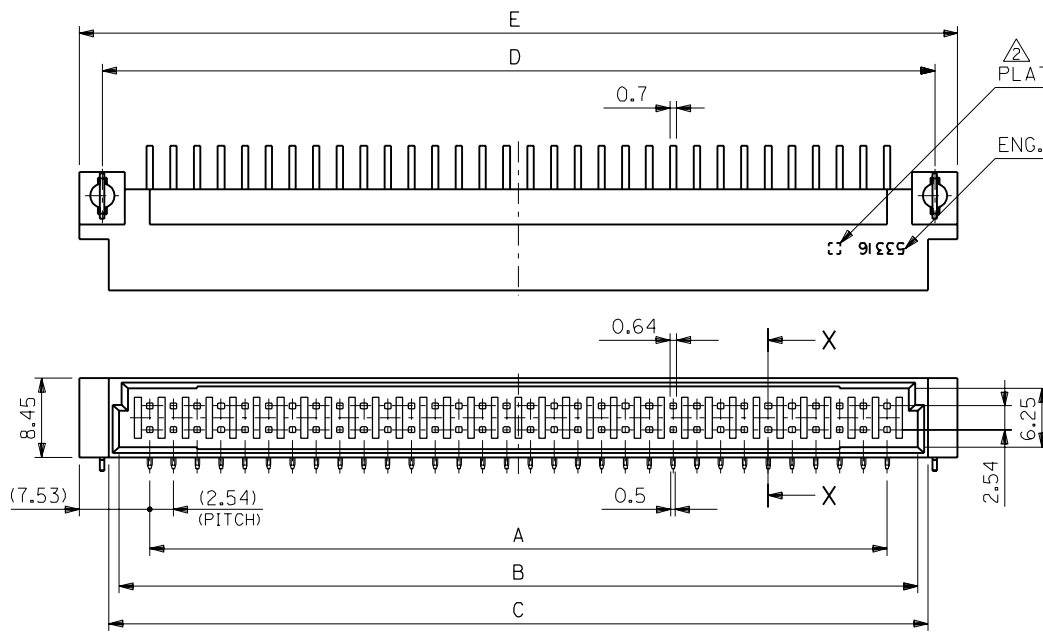 E
D
2
PLAT
0.7
ENG.
53316
0.64
X
8.45
6.25
2.54
(7.53)
(2.54)
(PITCH)
0.5
X
A
B
C